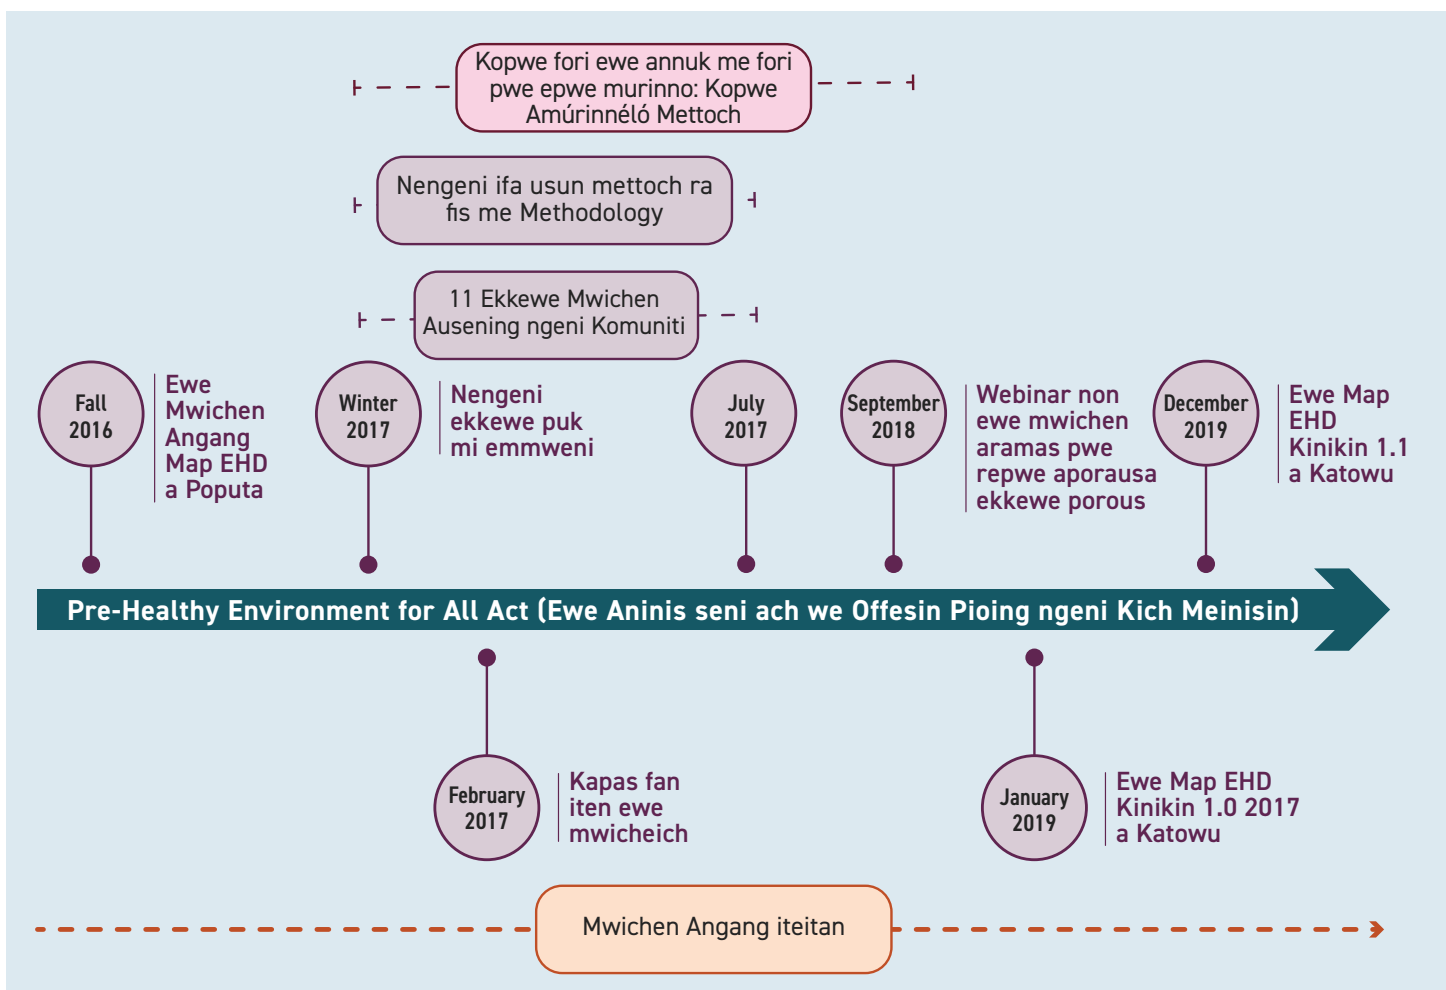 Kopwe fori ewe annuk me fori
pwe epwe murinno: Kopwe
Amúrinnéló Mettoch
Nengeni ifa usun mettoch ra
fis me Methodology
11 Ekkewe Mwichen
Ausening ngeni Komuniti
Fall
2016
Ewe
Mwichen
Angang
Map EHD
a Poputa
Winter
2017
Nengeni
ekkewe puk
mi emmweni
July
2017
September
2018
Webinar non
ewe mwichen
aramas pwe
repwe aporausa
ekkewe porous
December
2019
Ewe Map
EHD
Kinikin 1.1
a Katowu
Pre-Healthy Environment for All Act (Ewe Aninis seni ach we Offesin Pioing ngeni Kich Meinisin)
February
2017
Kapas fan
iten ewe
mwicheich
January
2019
Ewe Map EHD
Kinikin 1.0 2017
a Katowu
Mwichen Angang iteitan